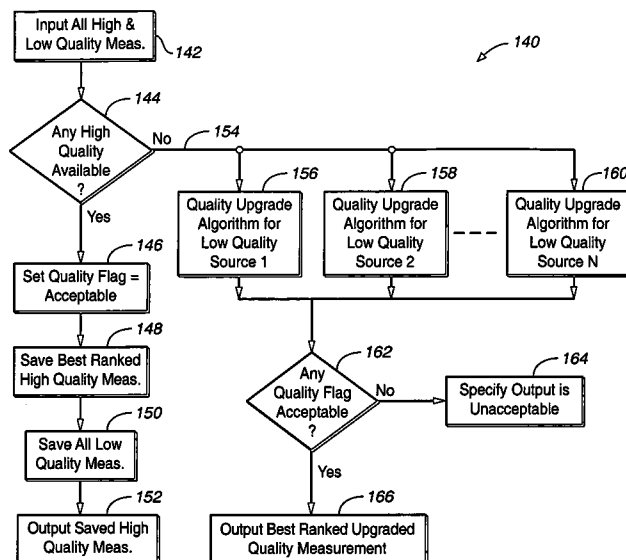 Input All High &
Low Quality Meas.
142
140
144
Any High
Quality
Available
?
No
154
Yes
156
Quality Upgrade
Algorithm for
Low Quality
Source 1
158
Quality Upgrade
Algorithm for
Low Quality
Source 2
160
Quality Upgrade
Algorithm for
Low Quality
Source N
146
Set Quality Flag =
Acceptable
148
Save Best Ranked
High Quality Meas.
150
Save All Low
Quality Meas.
152
Output Saved High
Quality Meas.
162
Any
Quality Flag
Acceptable
?
No
164
Specify Output is
Unacceptable
Yes
166
Output Best Ranked Upgraded
Quality Measurement